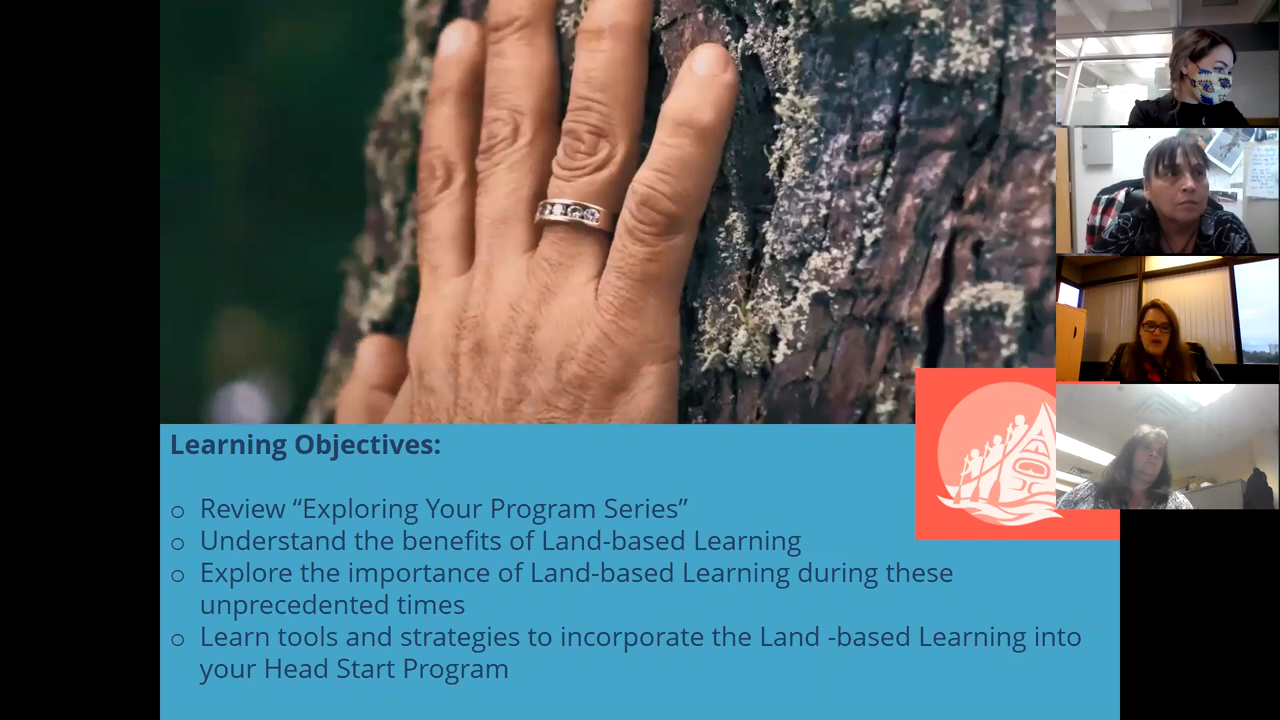 Learning Objectives:
o Review “Exploring Your Program Series”
o Understand the benefits of Land-based Learning
o Explore the importance of Land-based Learning during these
unprecedented times
o Learn tools and strategies to incorporate the Land -based Learning into
your Head Start Program